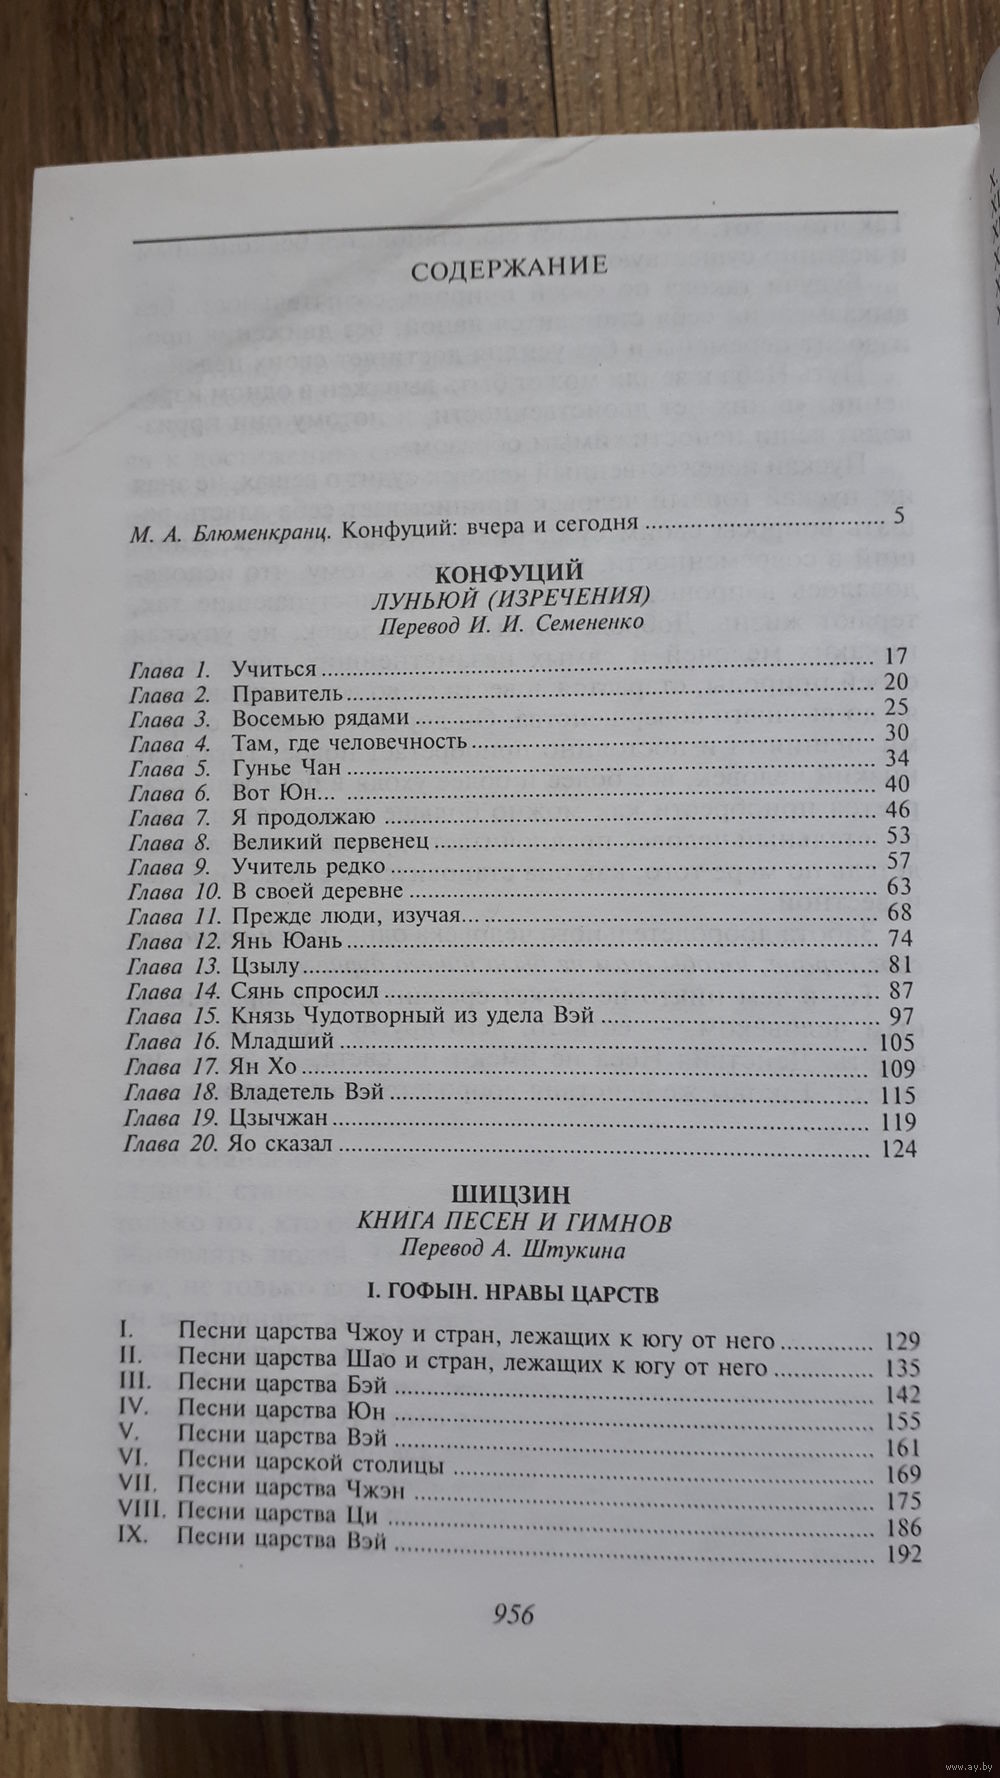 СОДЕРЖАНИЕ
М. А. Блюменкранц. Конфуций: вчера и сегодня ........ 5
КОНФУЦИЙ
ЛУНЬЮЙ (ИЗРЕЧЕНИЯ)
Перевод И. И. Семененко
Глава 1. Учиться ........ 17
Глава 2. Правитель ........ 20
Глава 3. Восемью рядами ........ 25
Глава 4. Там, где человечность ........ 30
Глава 5. Гунье Чан ........ 34
Глава 6. Вот Юн... ........ 40
Глава 7. Я продолжаю ........ 46
Глава 8. Великий первенец ........ 53
Глава 9. Учитель редко ........ 57
Глава 10. В своей деревне ........ 63
Глава 11. Прежде люди, изучая... ........ 68
Глава 12. Янь Юань ........ 74
Глава 13. Цзылу ........ 81
Глава 14. Сянь спросил ........ 87
Глава 15. Князь Чудотворный из удела Вэй ........ 97
Глава 16. Младший ........ 105
Глава 17. Ян Хо ........ 109
Глава 18. Владетель Вэй ........ 115
Глава 19. Цзычжан ........ 119
Глава 20. Яо сказал ........ 124
ШИЦЗИН
КНИГА ПЕСЕН И ГИМНОВ
Перевод А. Штукина
I. ГОФЫН. НРАВЫ ЦАРСТВ
I. Песни царства Чжоу и стран, лежащих к югу от него ........ 129
II. Песни царства Шао и стран, лежащих к югу от него ........ 135
III. Песни царства Бэй ........ 142
IV. Песни царства Юн ........ 155
V. Песни царства Вэй ........ 161
VI. Песни царской столицы ........ 169
VII. Песни царства Чжэн ........ 175
VIII. Песни царства Ци ........ 186
IX. Песни царства Вэй ........ 192
956
www.ay.by